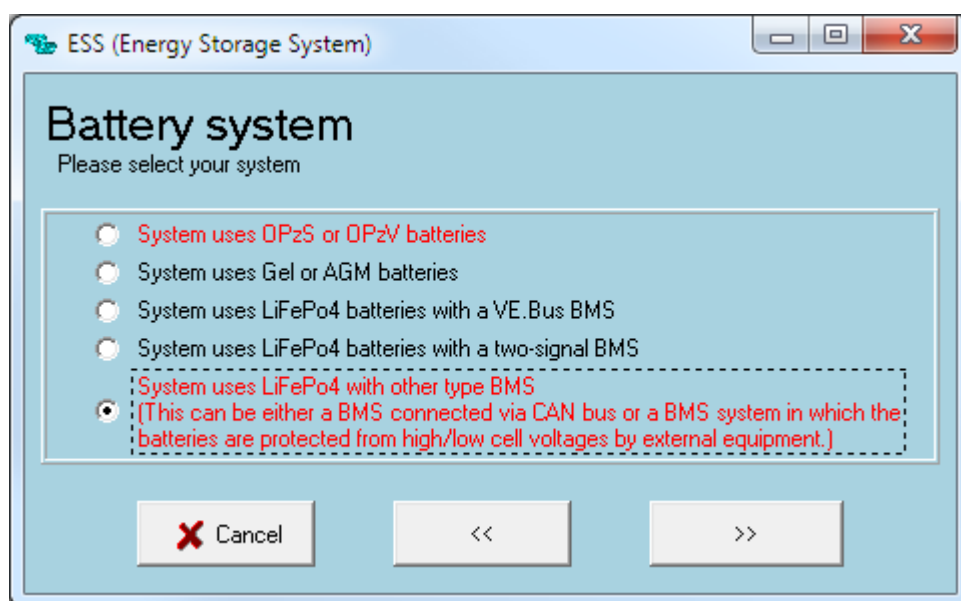 ESS (Energy Storage System)
Battery system
Please select your system
System uses OPzS or OPzV batteries
System uses Gel or AGM batteries
System uses LiFePo4 batteries with a VE.Bus BMS
System uses LiFePo4 batteries with a two-signal BMS
System uses LiFePo4 with other type BMS
(This can be either a BMS connected via CAN bus or a BMS system in which the
batteries are protected from high/low cell voltages by external equipment.)
Cancel
<<
>>